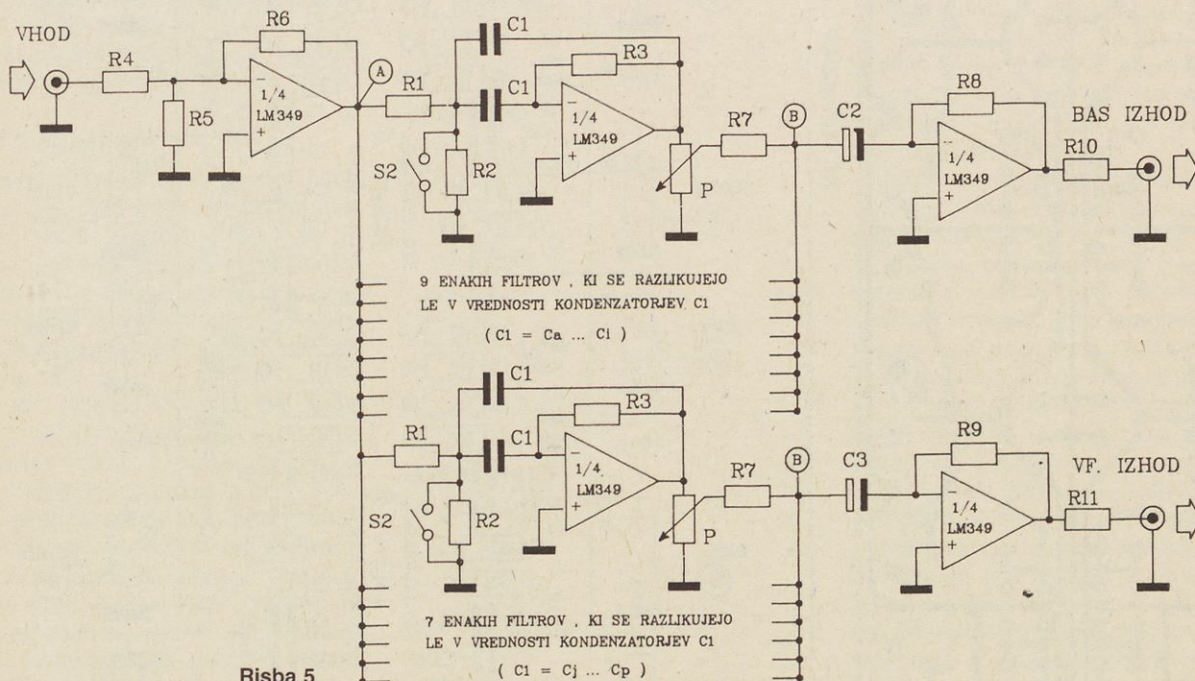 VHOD
R4
R5
R6
-
1/4
LM349
+
A
R1
C1
C1
R3
S2
R2
-
1/4
LM349
+
P
R7
B
C2
R8
-
1/4
LM349
+
BAS IZHOD
R10
9 ENAKIH FILTROV , KI SE RAZLIKUJEJO
LE V VREDNOSTI KONDENZATORJEV C1
( C1 = Ca ... Ci )
R1
C1
C1
R3
S2
R2
-
1/4
LM349
+
P
R7
B
C3
R9
-
1/4
LM349
+
VF. IZHOD
R11
7 ENAKIH FILTROV , KI SE RAZLIKUJEJO
LE V VREDNOSTI KONDENZATORJEV C1
( C1 = Cj ... Cp )
Risba 5